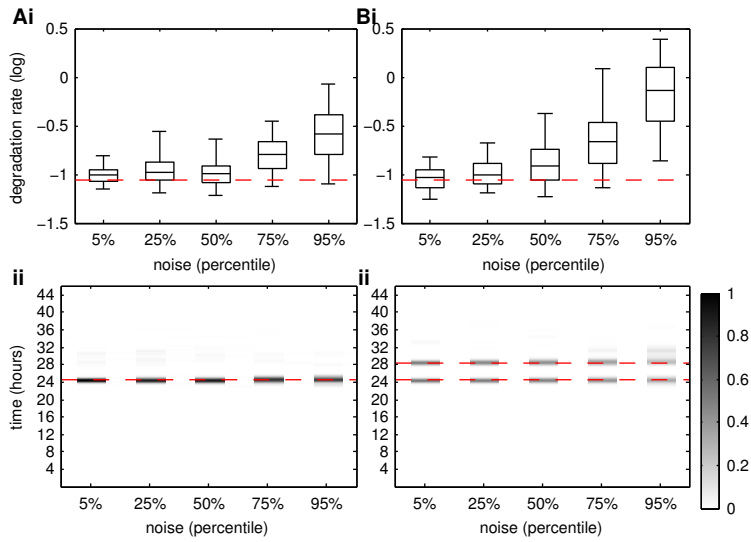 Ai
Bi
degradation rate (log)
0.5
0
−0.5
−1
−1.5
5% 25% 50% 75% 95%
noise (percentile)
0.5
0
−0.5
−1
−1.5
5% 25% 50% 75% 95%
noise (percentile)
ii
ii
time (hours)
44
40
36
32
28
24
20
16
12
8
4
5% 25% 50% 75% 95%
noise (percentile)
44
40
36
32
28
24
20
16
12
8
4
5% 25% 50% 75% 95%
noise (percentile)
1
0.8
0.6
0.4
0.2
0